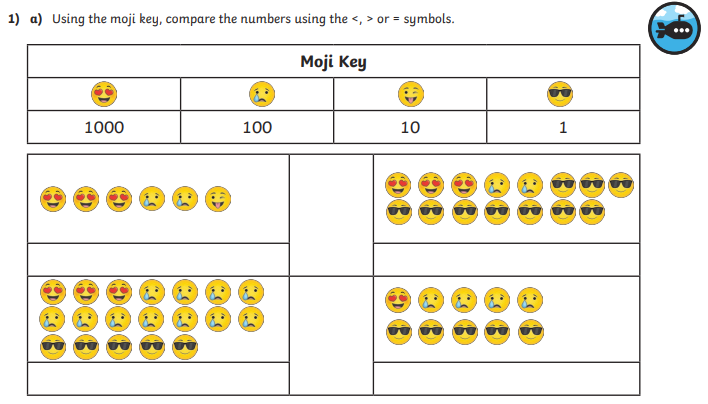 1) a) Using the moji key, compare the numbers using the <, > or = symbols.
Moji Key
1000 100 10 1